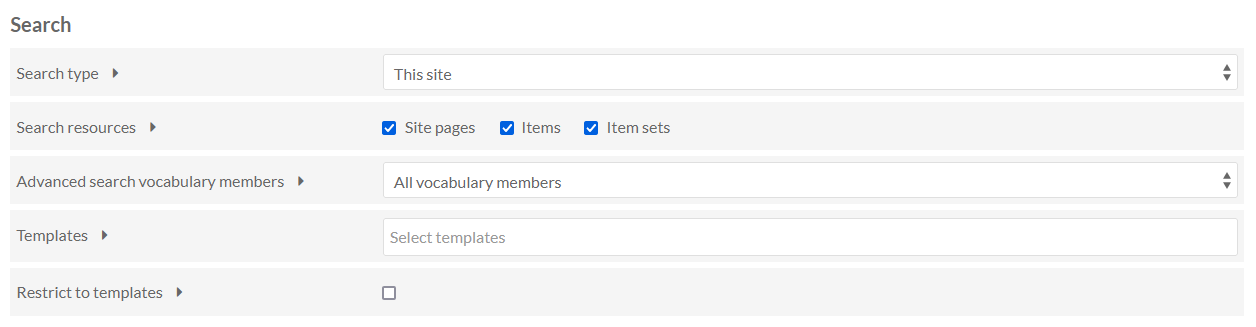 Search
Search type
This site
Search resources
Site pages Items Item sets
Advanced search vocabulary members
All vocabulary members
Templates
Select templates
Restrict to templates